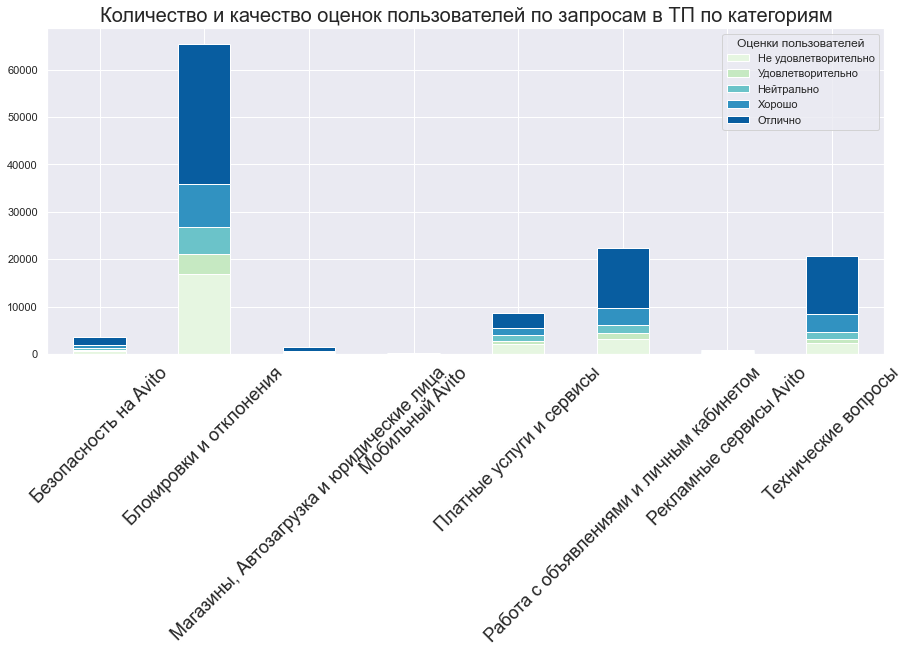 Количество и качество оценок пользователей по запросам в ТП по категориям
Оценки пользователей
Не удовлетворительно
Удовлетворительно
Нейтрально
Хорошо
Отлично
60000
50000
40000
30000
20000
10000
0
Безопасность на Avito
Блокировки и отклонения
Магазины, Автозагрузка и юридические лица
Мобильный Avito
Платные услуги и сервисы
Работа с объявлениями и личным кабинетом
Рекламные сервисы Avito
Технические вопросы